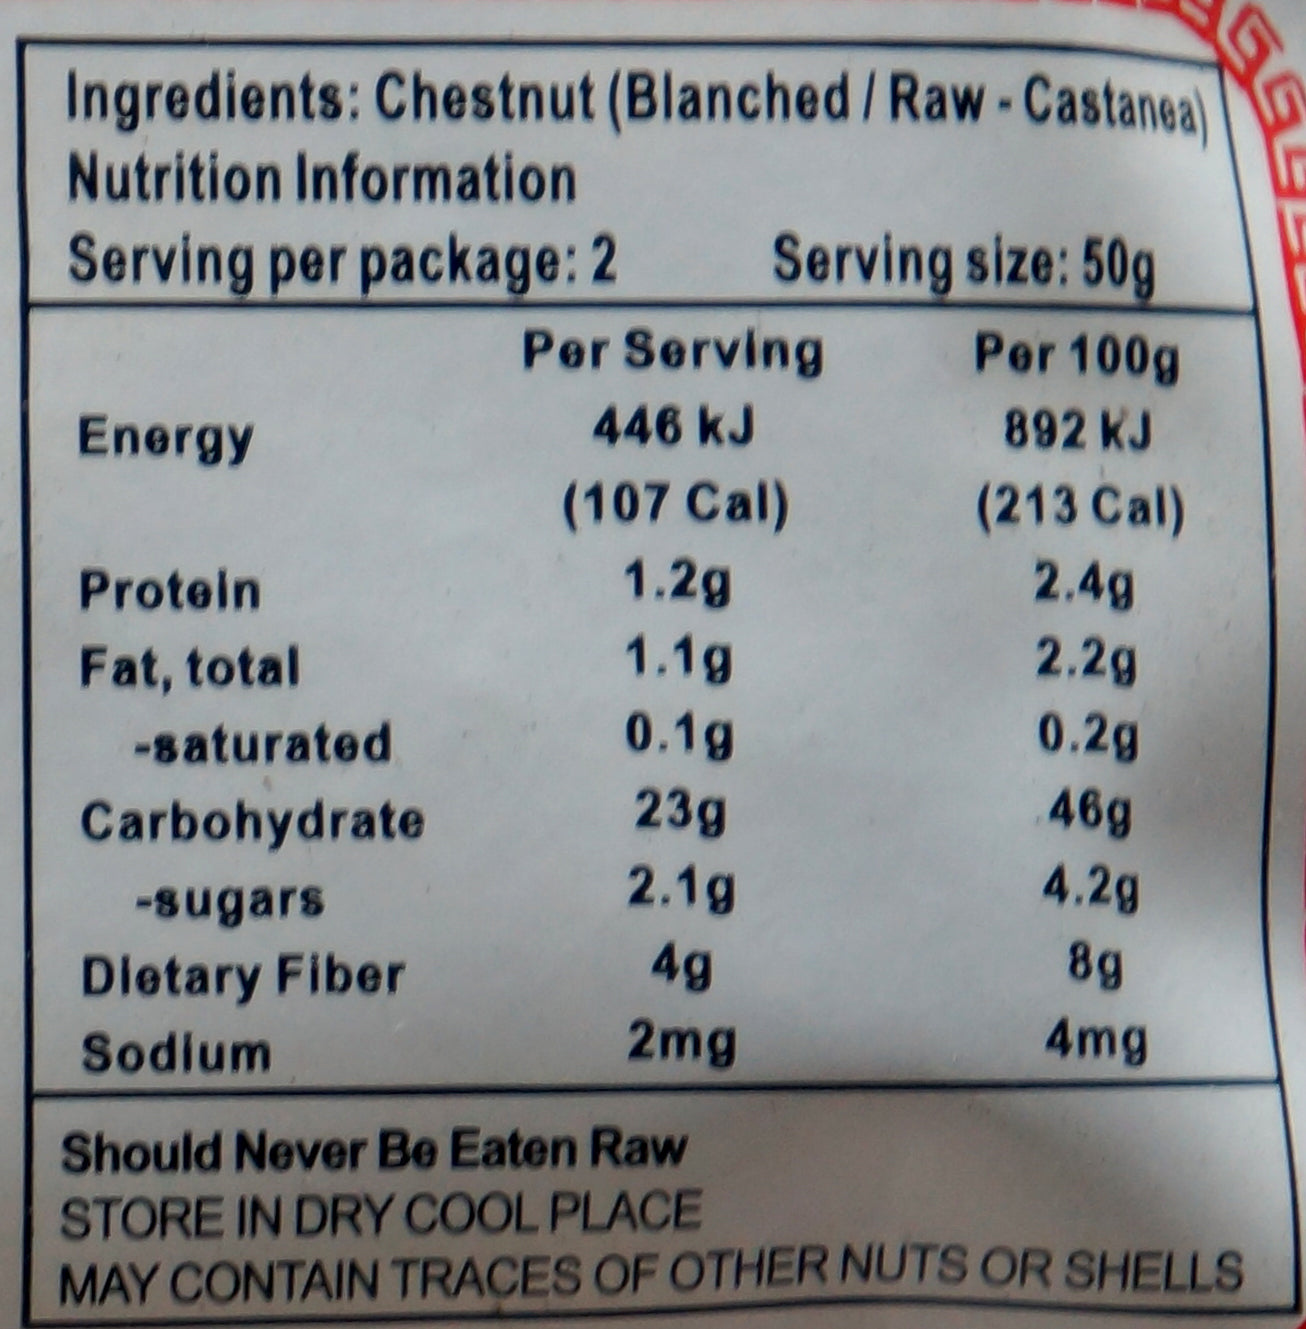 Ingredients: Chestnut (Blanched / Raw - Castanea)
Nutrition Information
Serving per package: 2 Serving size: 50g
Per Serving Per 100g
Energy 446 kJ 892 kJ
(107 Cal) (213 Cal)
Protein 1.2g 2.4g
Fat, total 1.1g 2.2g
-saturated 0.1g 0.2g
Carbohydrate 23g 46g
-sugars 2.1g 4.2g
Dietary Fiber 4g 8g
Sodium 2mg 4mg
Should Never Be Eaten Raw
STORE IN DRY COOL PLACE
MAY CONTAIN TRACES OF OTHER NUTS OR SHELLS